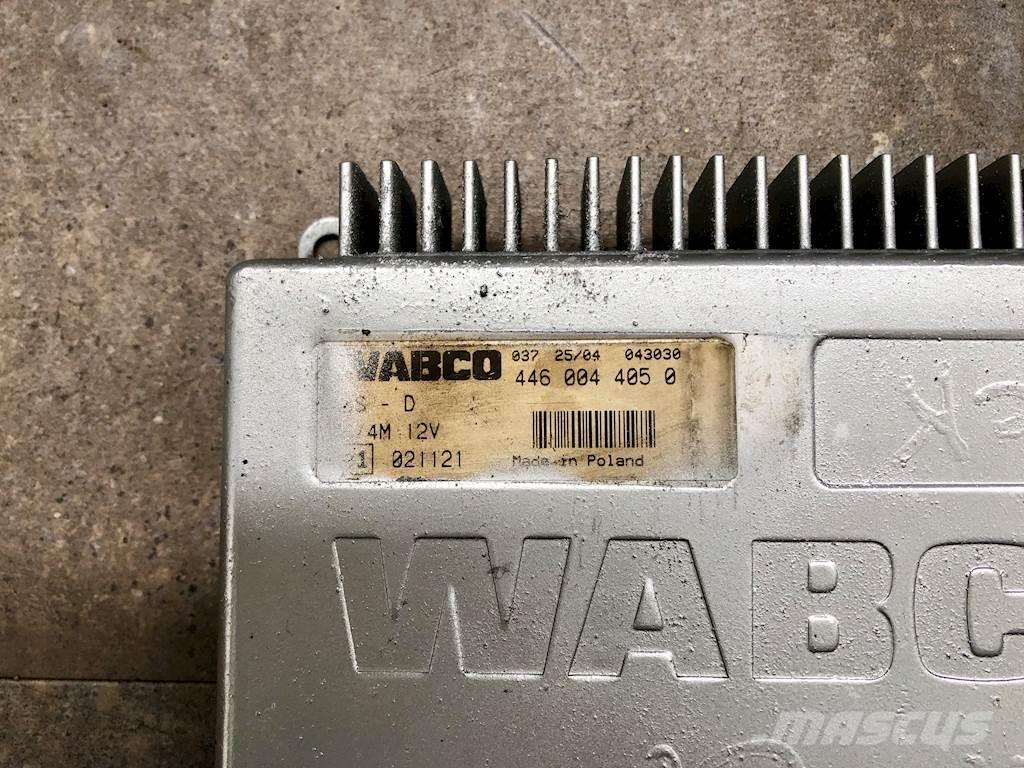 WABCO 037 25/04 043030
446 004 405 0
S - D
4M 12V
1 021121
Made in Poland
WABC
MASCUS